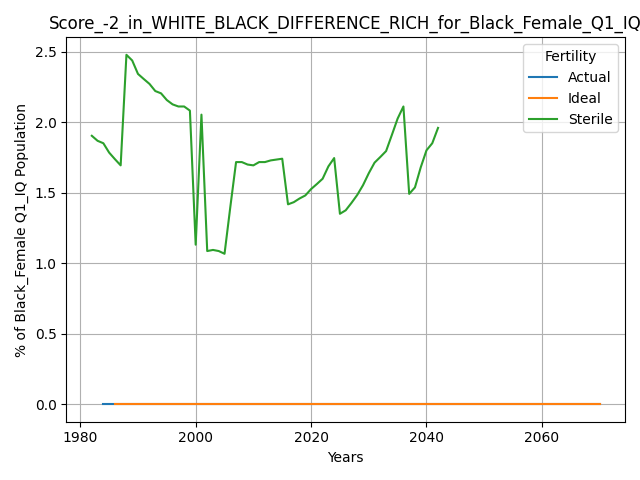 Score_-2_in_WHITE_BLACK_DIFFERENCE_RICH_for_Black_Female_Q1_IQ
Fertility
Actual
Ideal
Sterile
% of Black_Female Q1_IQ Population
2.5
2.0
1.5
1.0
0.5
0.0
1980 2000 2020 2040 2060
Years